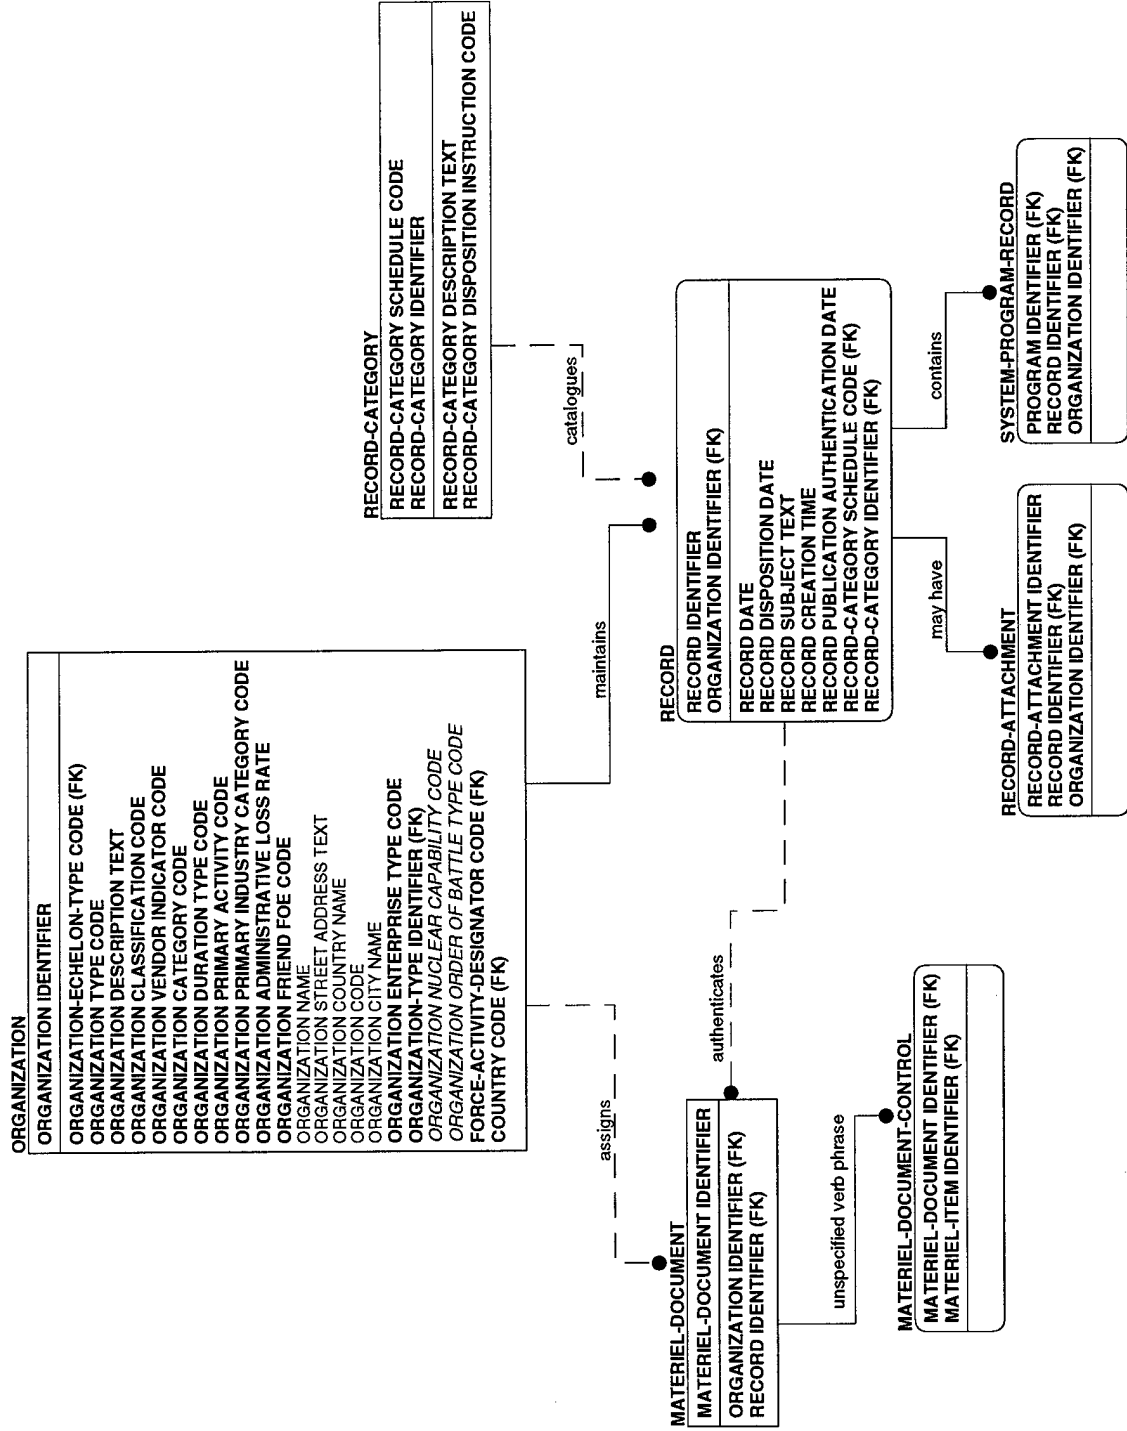 ORGANIZATION
ORGANIZATION IDENTIFIER
ORGANIZATION-ECHELON-TYPE CODE (FK)
ORGANIZATION TYPE CODE
ORGANIZATION DESCRIPTION TEXT
ORGANIZATION CLASSIFICATION CODE
ORGANIZATION VENDOR INDICATOR CODE
ORGANIZATION CATEGORY CODE
ORGANIZATION DURATION TYPE CODE
ORGANIZATION PRIMARY ACTIVITY CODE
ORGANIZATION PRIMARY INDUSTRY CATEGORY CODE
ORGANIZATION ADMINISTRATIVE LOSS RATE
ORGANIZATION FRIEND FOE CODE
ORGANIZATION NAME
ORGANIZATION STREET ADDRESS TEXT
ORGANIZATION COUNTRY NAME
ORGANIZATION CODE
ORGANIZATION CITY NAME
ORGANIZATION ENTERPRISE TYPE CODE
ORGANIZATION-TYPE IDENTIFIER (FK)
ORGANIZATION NUCLEAR CAPABILITY CODE
ORGANIZATION ORDER OF BATTLE TYPE CODE
FORCE-ACTIVITY-DESIGNATOR CODE (FK)
COUNTRY CODE (FK)
RECORD-CATEGORY
RECORD-CATEGORY SCHEDULE CODE
RECORD-CATEGORY IDENTIFIER
RECORD-CATEGORY DESCRIPTION TEXT
RECORD-CATEGORY DISPOSITION INSTRUCTION CODE
assigns
maintains
catalogues
MATERIEL-DOCUMENT
MATERIEL-DOCUMENT IDENTIFIER
ORGANIZATION IDENTIFIER (FK)
RECORD IDENTIFIER (FK)
authenticates
RECORD
RECORD IDENTIFIER
ORGANIZATION IDENTIFIER (FK)
RECORD DATE
RECORD DISPOSITION DATE
RECORD SUBJECT TEXT
RECORD CREATION TIME
RECORD PUBLICATION AUTHENTICATION DATE
RECORD-CATEGORY SCHEDULE CODE (FK)
RECORD-CATEGORY IDENTIFIER (FK)
unspecified verb phrase
may have
contains
MATERIEL-DOCUMENT-CONTROL
MATERIEL-DOCUMENT IDENTIFIER (FK)
MATERIEL-ITEM IDENTIFIER (FK)
RECORD-ATTACHMENT
RECORD-ATTACHMENT IDENTIFIER
RECORD IDENTIFIER (FK)
ORGANIZATION IDENTIFIER (FK)
SYSTEM-PROGRAM-RECORD
PROGRAM IDENTIFIER (FK)
RECORD IDENTIFIER (FK)
ORGANIZATION IDENTIFIER (FK)